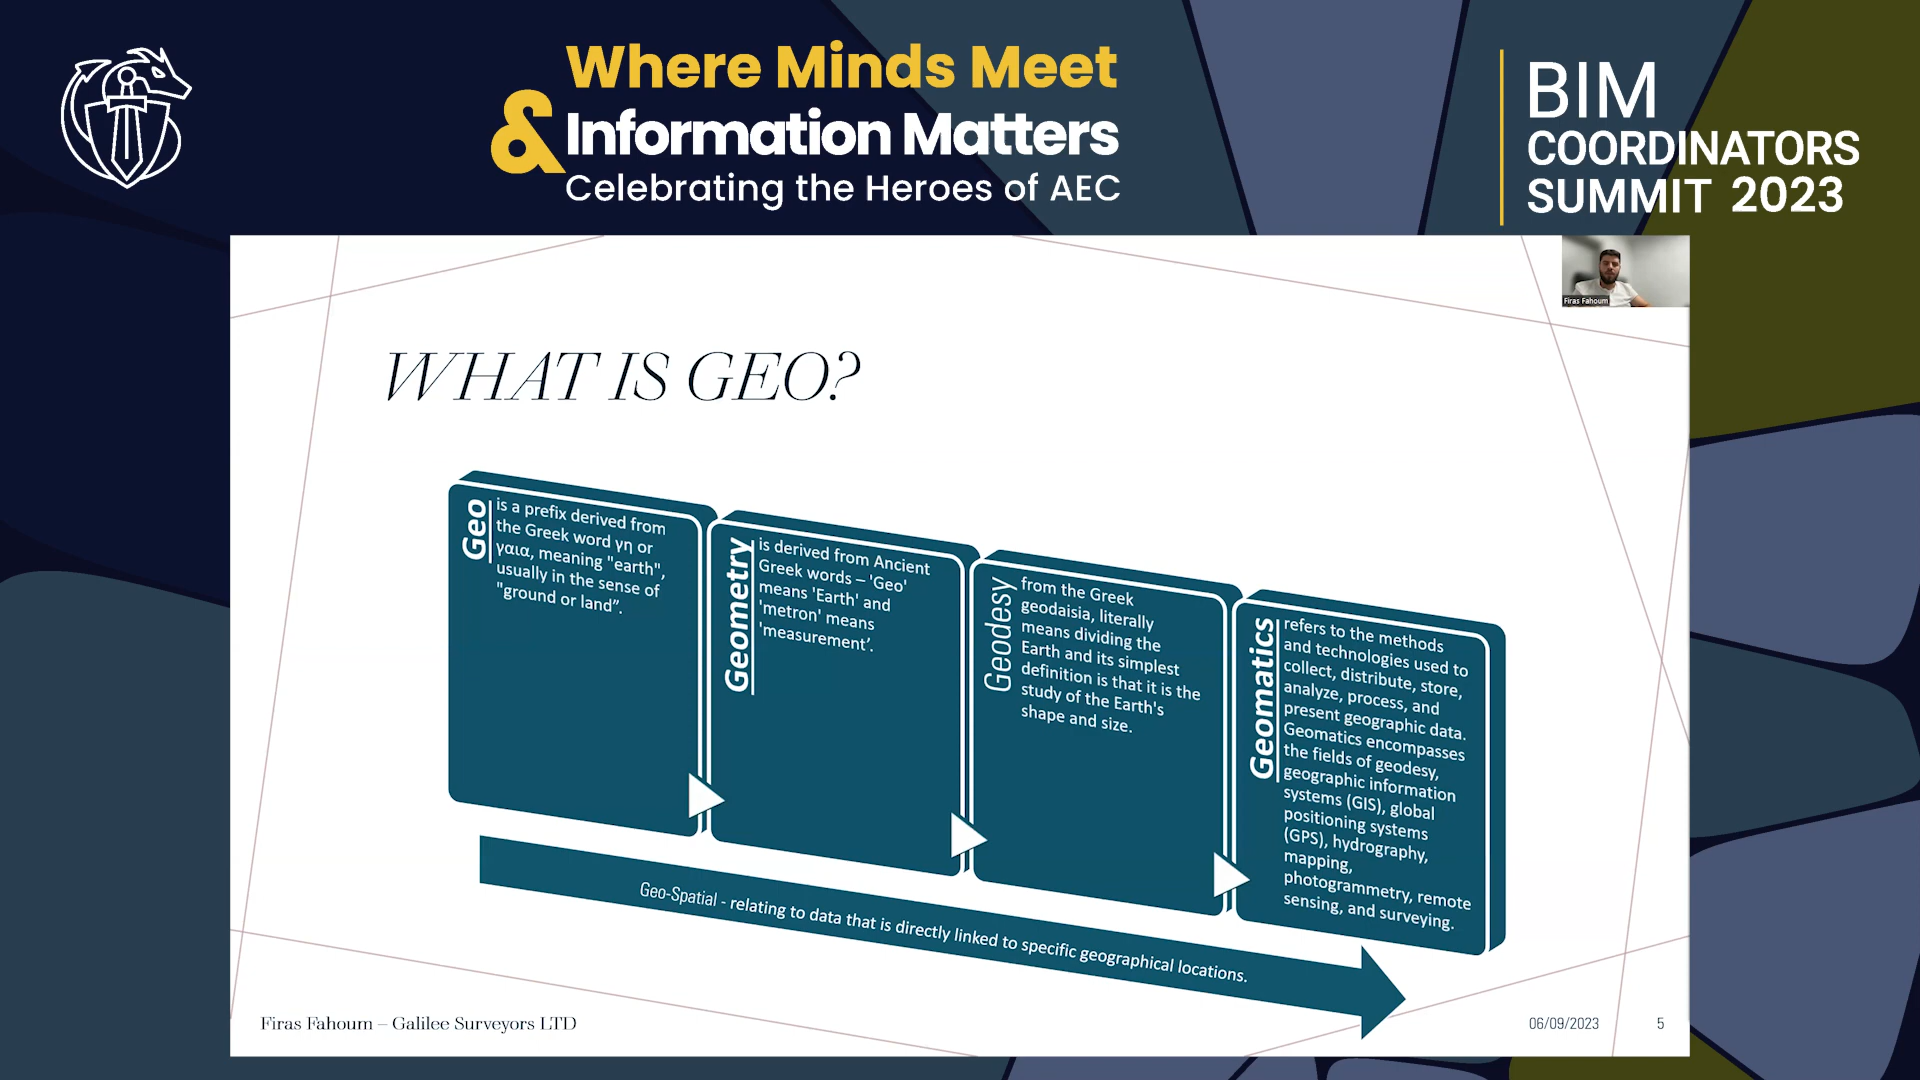 Where Minds Meet
& Information Matters
Celebrating the Heroes of AEC
BIM
COORDINATORS
SUMMIT 2023
Firas Fahoum
WHAT IS GEO?
Geo
is a prefix derived from
the Greek word γη or
γαια, meaning "earth",
usually in the sense of
"ground or land”.
Geometry
is derived from Ancient
Greek words – 'Geo'
means 'Earth' and
'metron' means
'measurement’.
Geodesy
from the Greek
geodaisia, literally
means dividing the
Earth and its simplest
definition is that it is the
study of the Earth's
shape and size.
Geomatics
refers to the methods
and technologies used to
collect, distribute, store,
analyze, process, and
present geographic data.
Geomatics encompasses
the fields of geodesy,
geographic information
systems (GIS), global
positioning systems
(GPS), hydrography,
mapping,
photogrammetry, remote
sensing, and surveying.
Geo-Spatial - relating to data that is directly linked to specific geographical locations.
Firas Fahoum – Galilee Surveyors LTD
06/09/2023
5